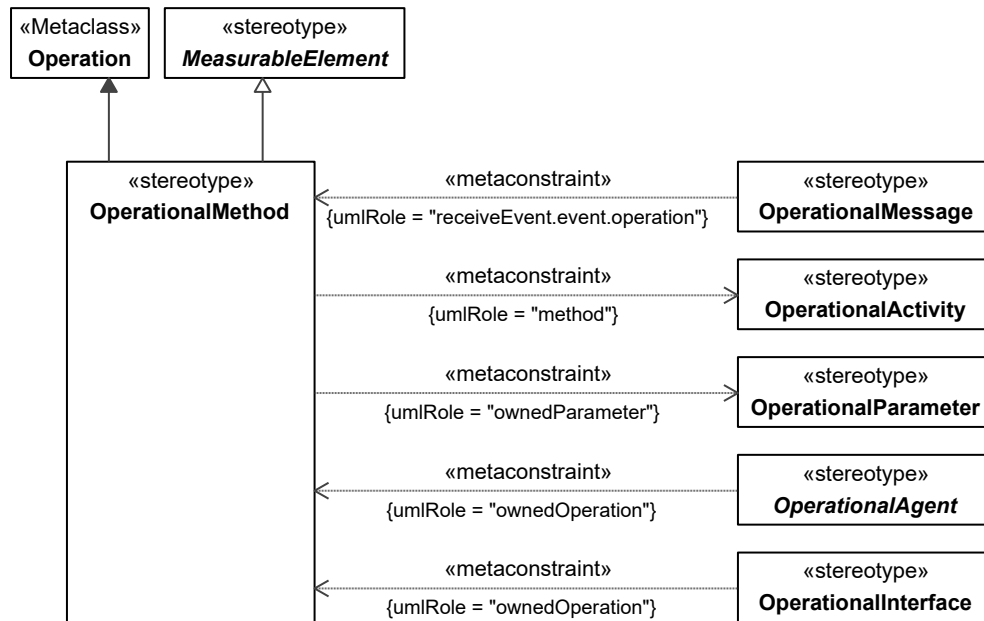 «Metaclass»
Operation
«stereotype»
MeasurableElement
«stereotype»
OperationalMethod
«metaconstraint»
{umlRole = "receiveEvent.event.operation"}
«stereotype»
OperationalMessage
«metaconstraint»
{umlRole = "method"}
«stereotype»
OperationalActivity
«metaconstraint»
{umlRole = "ownedParameter"}
«stereotype»
OperationalParameter
«metaconstraint»
{umlRole = "ownedOperation"}
«stereotype»
OperationalAgent
«metaconstraint»
{umlRole = "ownedOperation"}
«stereotype»
OperationalInterface